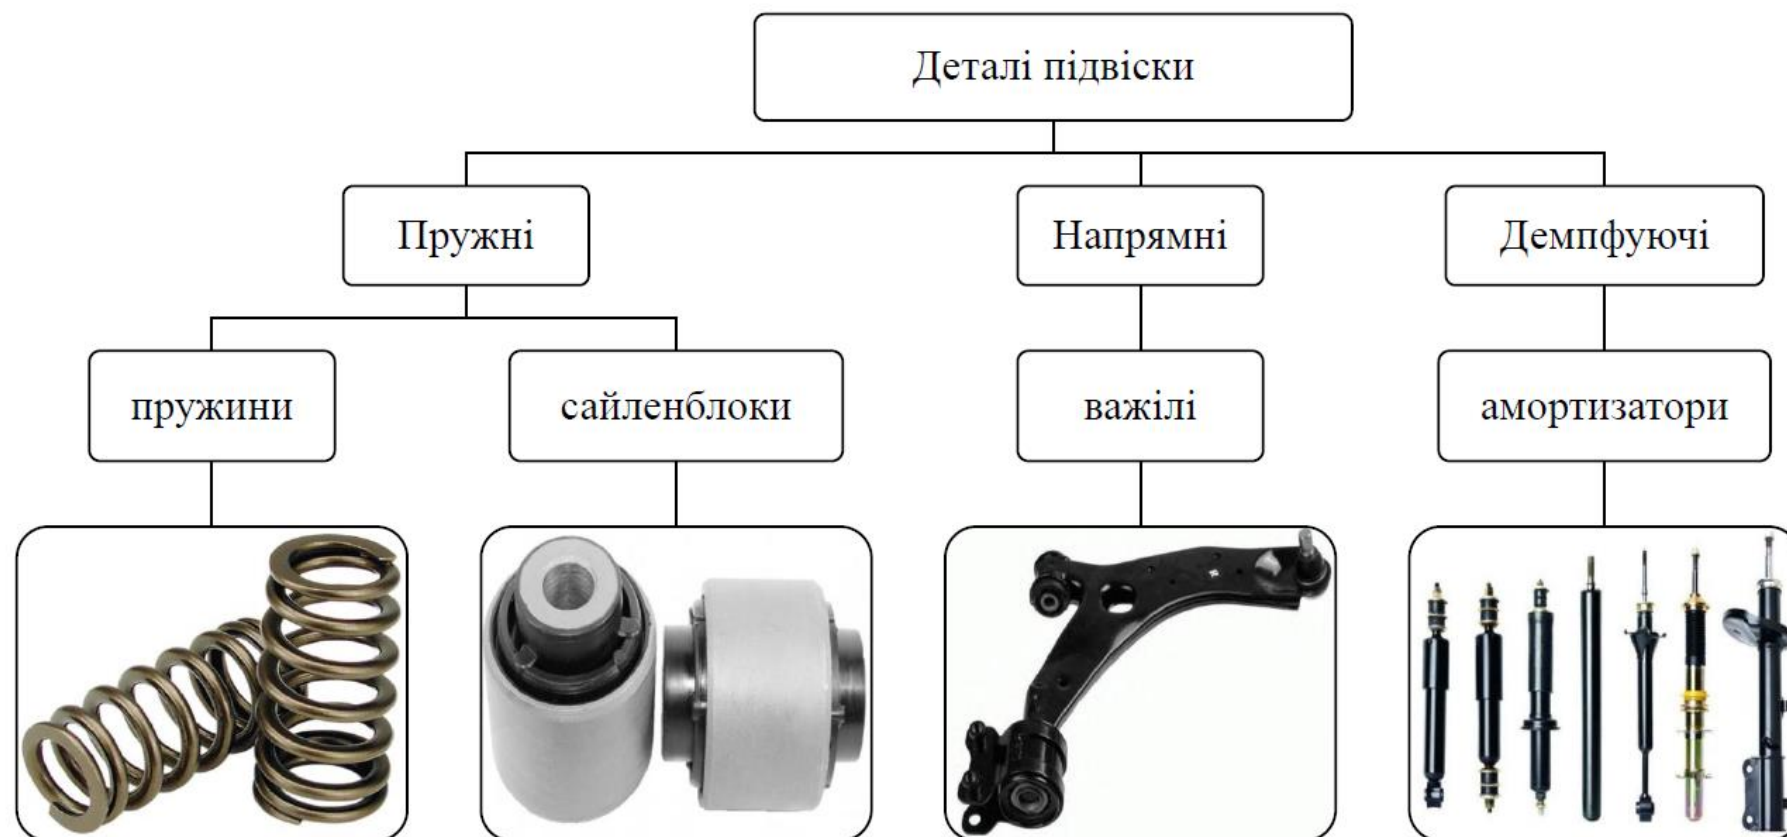 Деталі підвіски
Пружні
Напрямні
Демпфуючі
пружини
сайленблоки
важілі
амортизатори